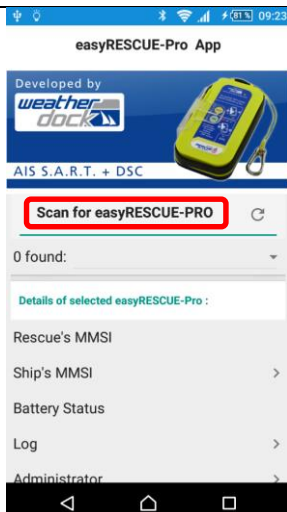 81% 09:23
easyRESCUE-Pro App
Developed by
weather
dock
AIS S.A.R.T. + DSC
Scan for easyRESCUE-PRO
0 found:
Details of selected easyRESCUE-Pro :
Rescue's MMSI
Ship's MMSI
Battery Status
Log
Administrator